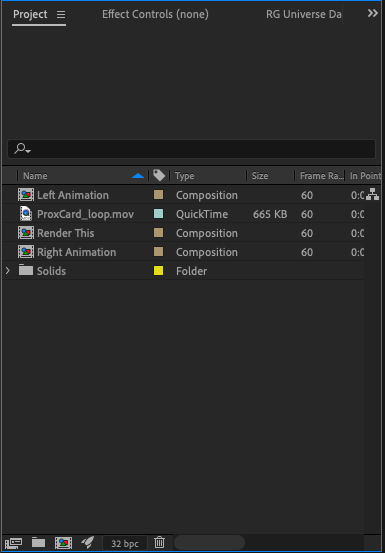 Project Effect Controls (none) RG Universe Da
Name Type Size Frame Ra... In Point
Left Animation Composition 60 0:0
ProxCard_loop.mov QuickTime 665 KB 60 0:0
Render This Composition 60 0:0
Right Animation Composition 60 0:0
Solids Folder
32 bpc